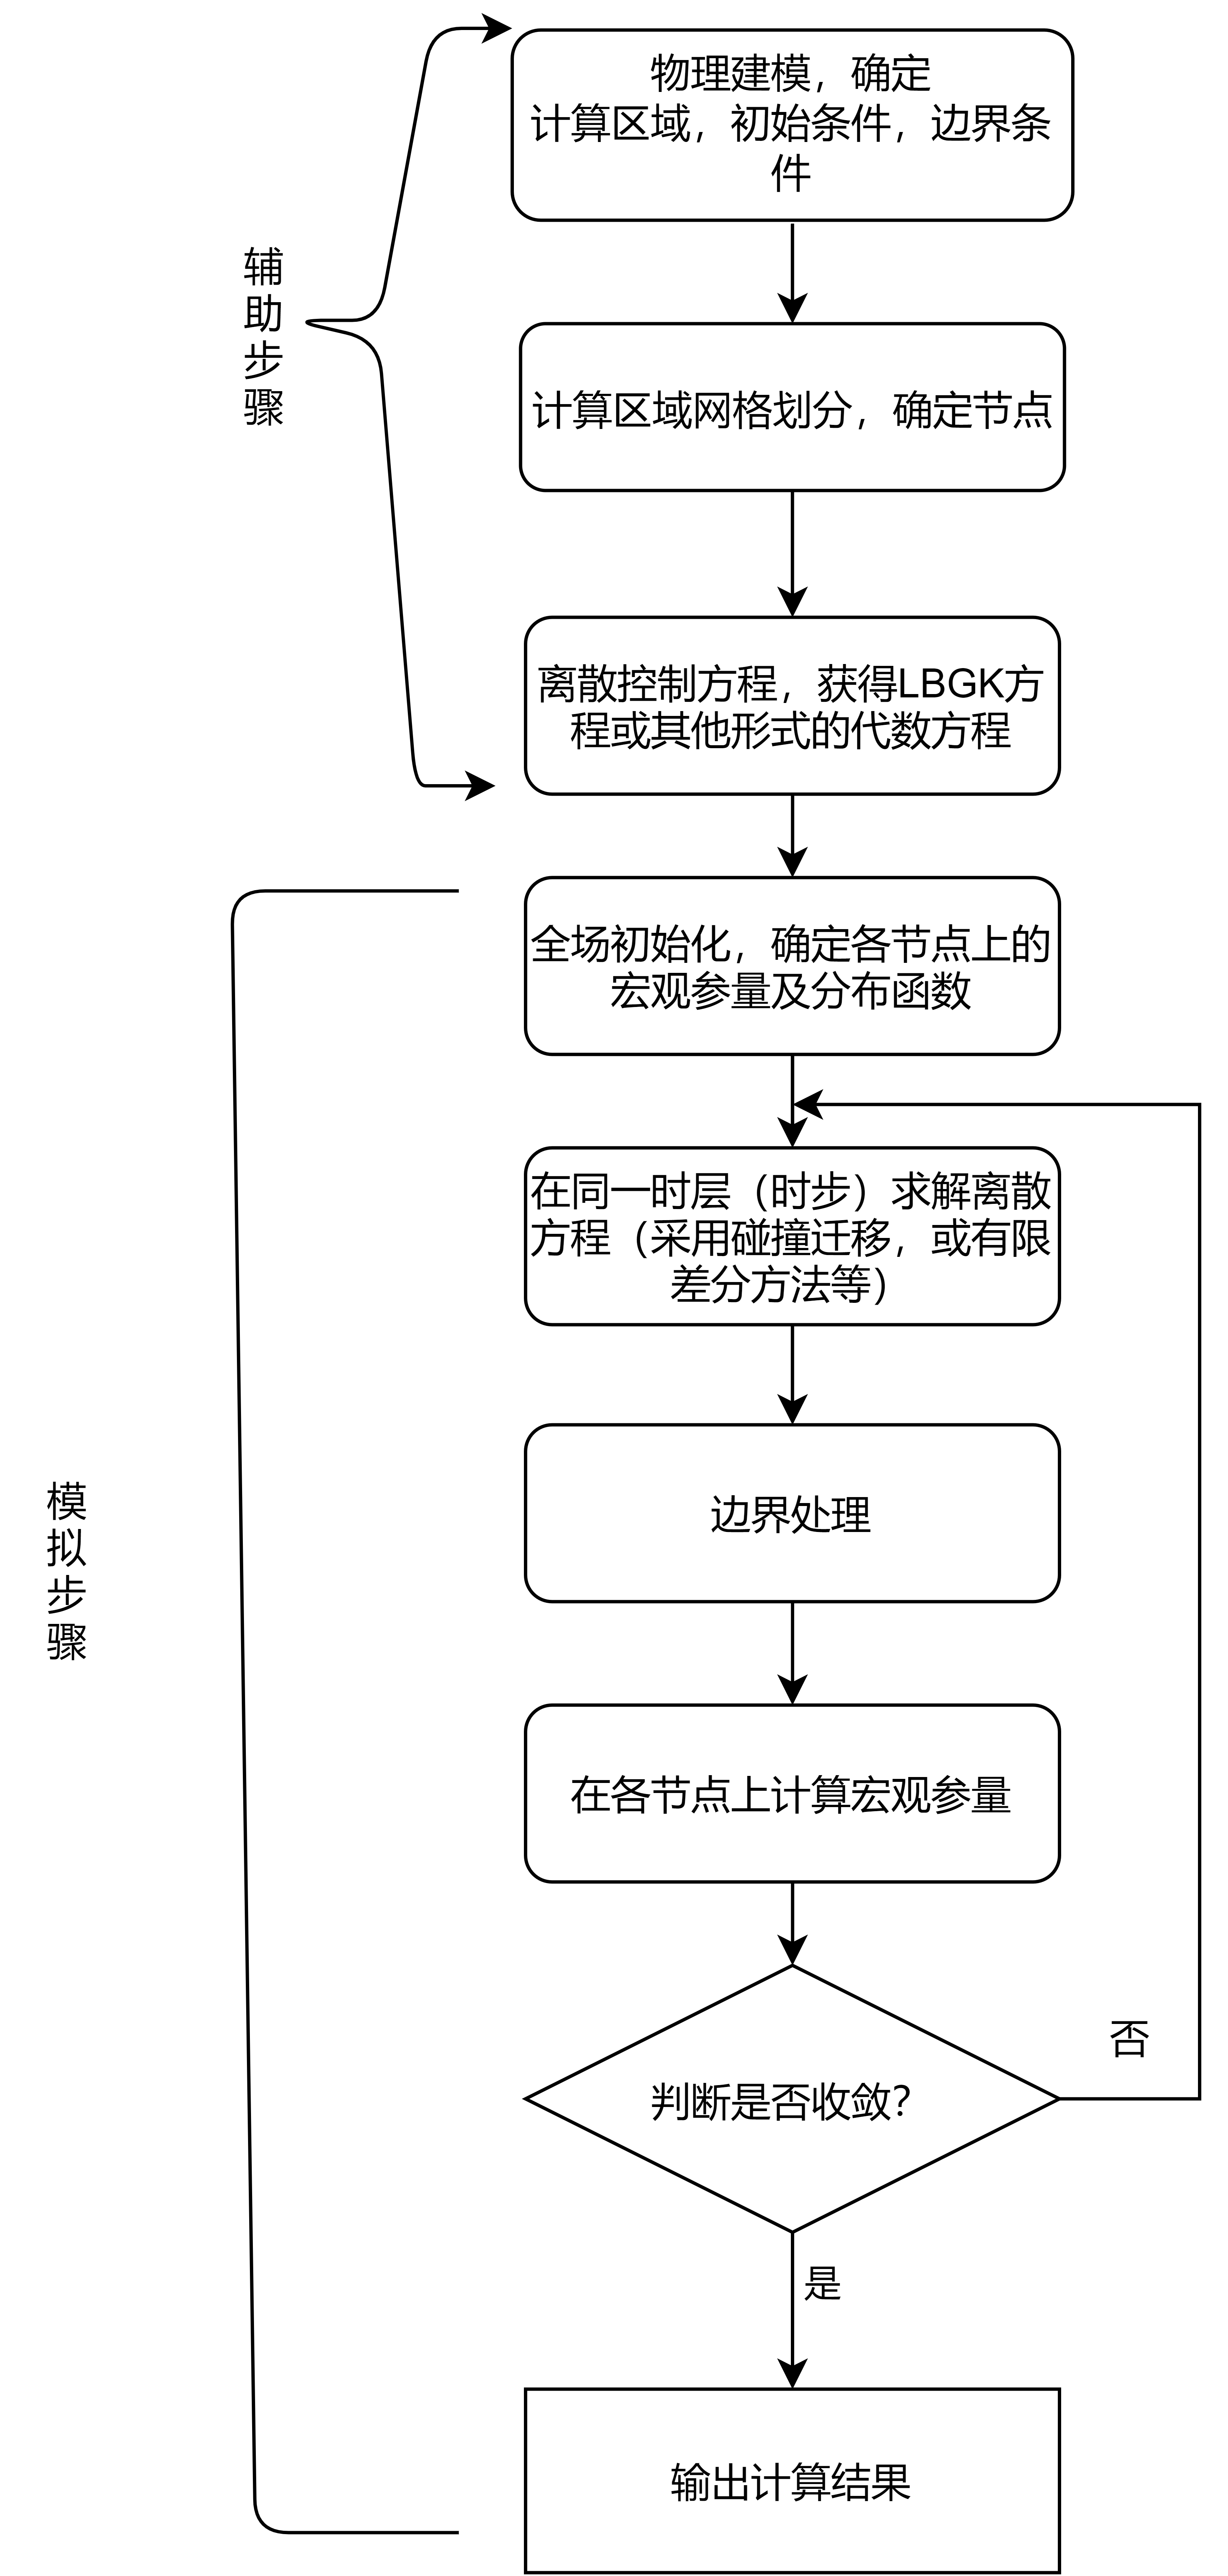 物理建模，确定
计算区域，初始条件，边界条
件
辅
助
步
骤
计算区域网格划分，确定节点
离散控制方程，获得LBGK方
程或其他形式的代数方程
全场初始化，确定各节点上的
宏观参量及分布函数
在同一时层（时步）求解离散
方程（采用碰撞迁移，或有限
差分方法等）
边界处理
模
拟
步
骤
在各节点上计算宏观参量
否
判断是否收敛？
是
输出计算结果